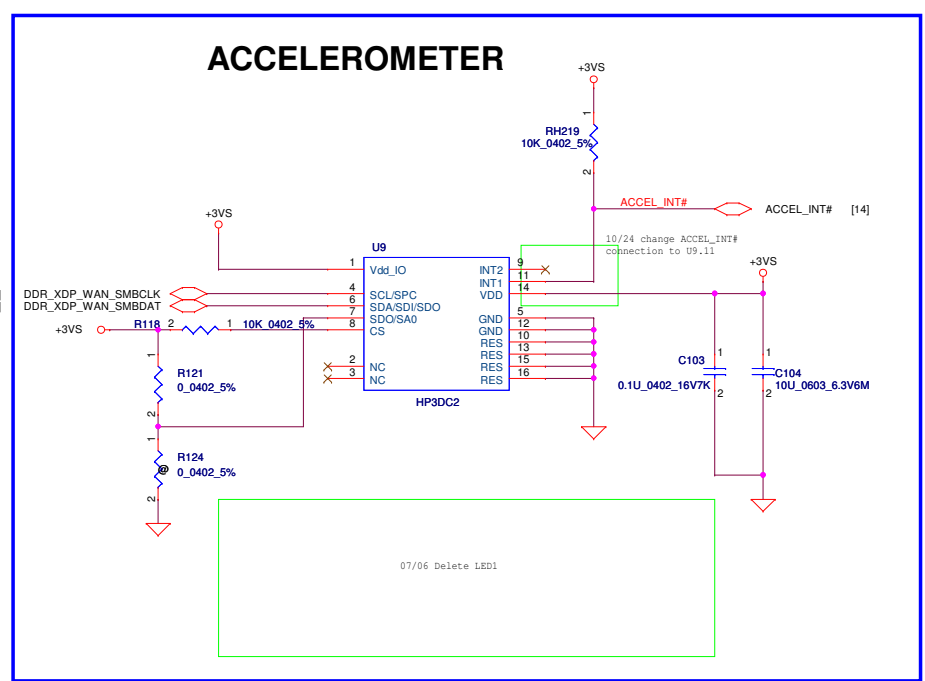 ACCELEROMETER
+3VS
1
RH219
10K_0402_5%
2
ACCEL_INT#
ACCEL_INT# [14]
+3VS
10/24 change ACCEL_INT#
connection to U9.11
U9
+3VS
1 Vdd_IO
INT2 9
INT1 11
DDR_XDP_WAN_SMBCLK
4 SCL/SPC
VDD 14
DDR_XDP_WAN_SMBDAT
6 SDA/SDI/SDO
7 SDO/SA0
GND 5
+3VS
R118 2 1 10K_0402_5%
8 CS
GND 12
RES 10
RES 13
2 NC
RES 15
3 NC
RES 16
HP3DC2
1
R121
0_0402_5%
2
1
C103
0.1U_0402_16V7K
2
1
C104
10U_0603_6.3V6M
2
1
R124
@
0_0402_5%
2
07/06 Delete LED1